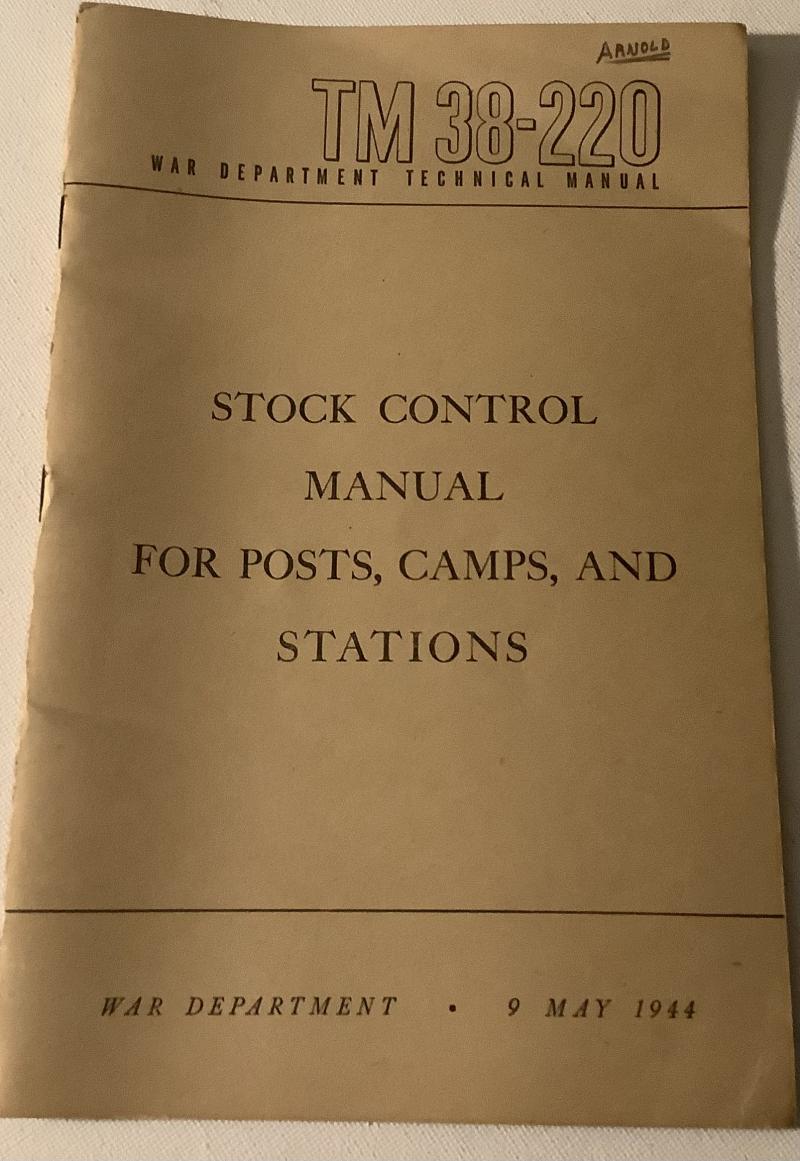 ARNOLD
TM 38-220
WAR DEPARTMENT TECHNICAL MANUAL
STOCK CONTROL
MANUAL
FOR POSTS, CAMPS, AND
STATIONS
WAR DEPARTMENT • 9 MAY 1944